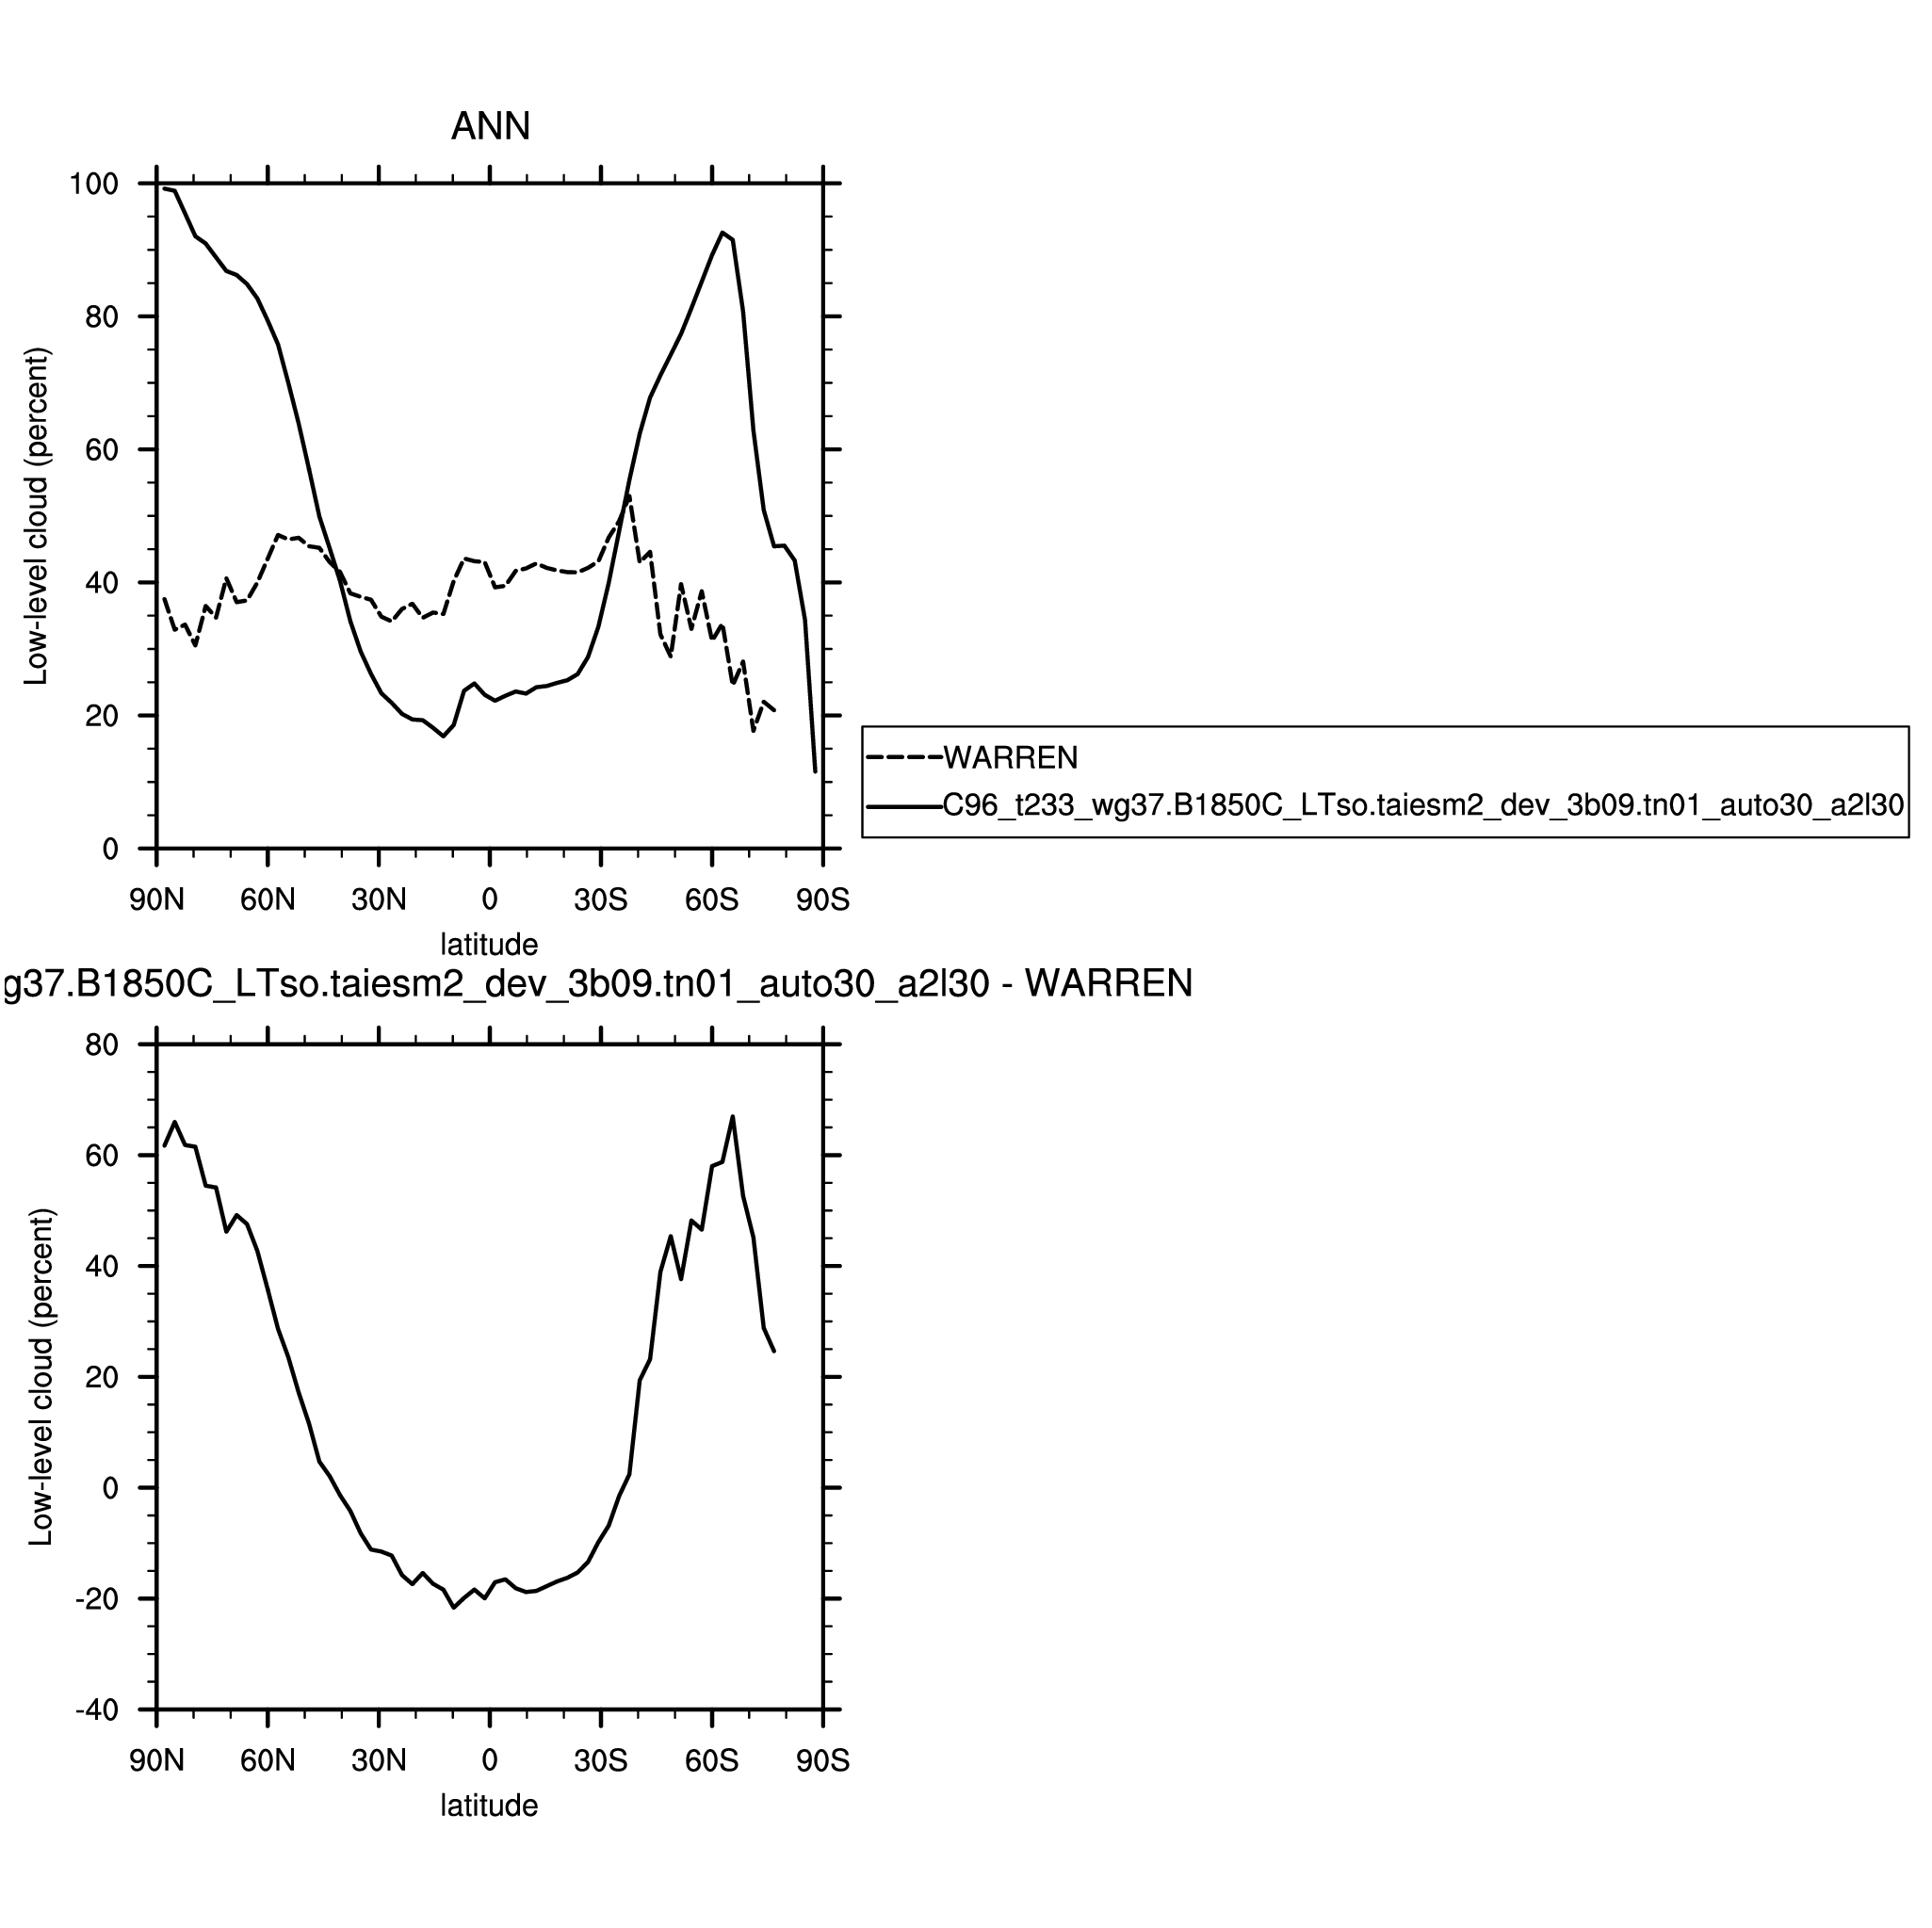 ANN
100
80
60
40
20
0
Low-level cloud (percent)
90N 60N 30N 0 30S 60S 90S
latitude
WARREN
C96_t233_wg37.B1850C_LTso.taiesm2_dev_3b09.tn01_auto30_a2l30
g37.B1850C_LTso.taiesm2_dev_3b09.tn01_auto30_a2l30 - WARREN
80
60
40
20
0
-20
-40
Low-level cloud (percent)
90N 60N 30N 0 30S 60S 90S
latitude